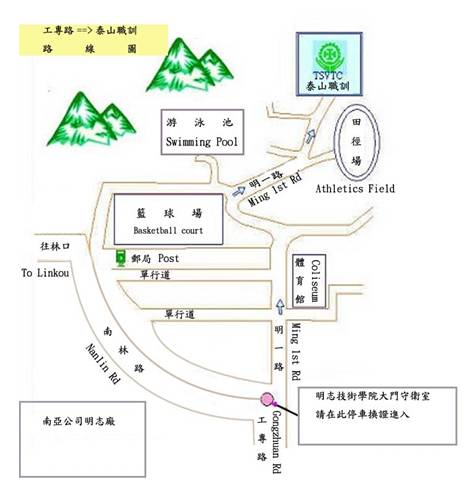 工專路 ==> 泰山職訓
路 線 圖
TSVTC
泰山職訓
游 泳 池
Swimming Pool
田徑場
Athletics Field
明一路
Ming 1st Rd
籃 球 場
Basketball court
往林口
To Linkou
郵局 Post
單行道
體育館
Coliseum
單行道
南林路
Nanlin Rd
明一路
Ming 1st Rd
明志技術學院大門守衛室
請在此停車換證進入
工專路
Gongzhuan Rd
南亞公司明志廠